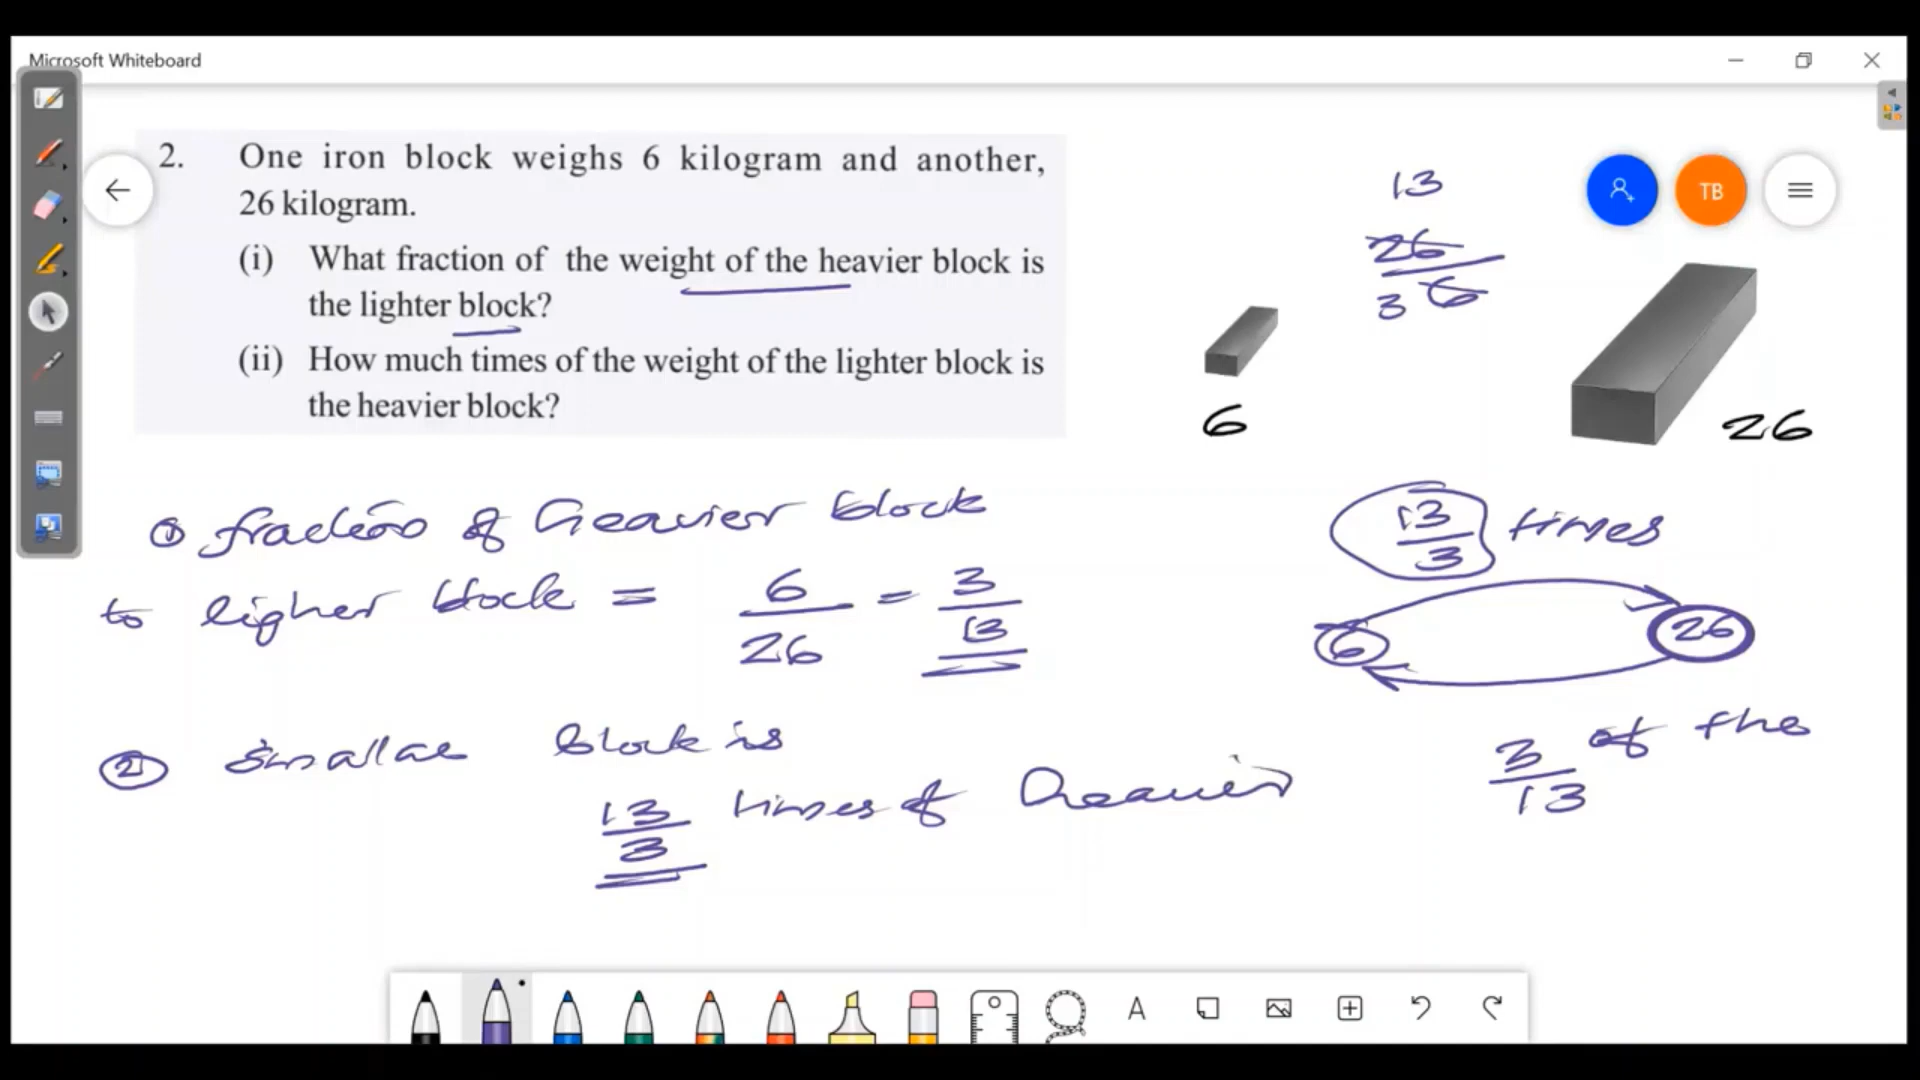 Microsoft Whiteboard
2. One iron block weighs 6 kilogram and another,
26 kilogram.
(i) What fraction of the weight of the heavier block is
the lighter block?
(ii) How much times of the weight of the lighter block is
the heavier block?
13
26
3 6
TB
6
26
① fraction of heavier block
to ligher block = 6/26 = 3/13
13/3 times
6 26
3/13 of the
② smaller block is
13/3 times of heavier
A